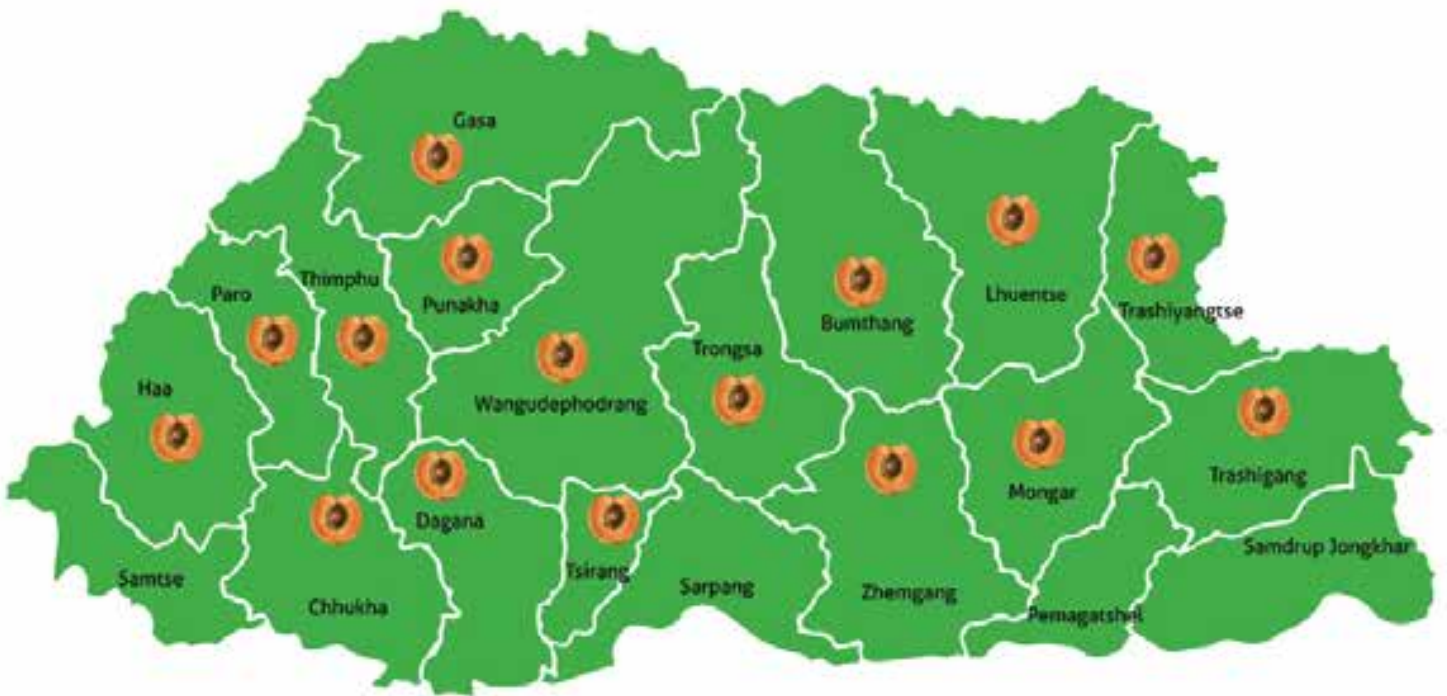 Gasa
Thimphu
Punakha
Paro
Lhuentse
Trashiyangtse
Bumthang
Trongsa
Haa
Wangudephodrang
Trashigang
Mongar
Dagana
Samdrup Jongkhar
Samtse
Tsirang
Sarpang
Zhemgang
Chhukha
Pemagatshel